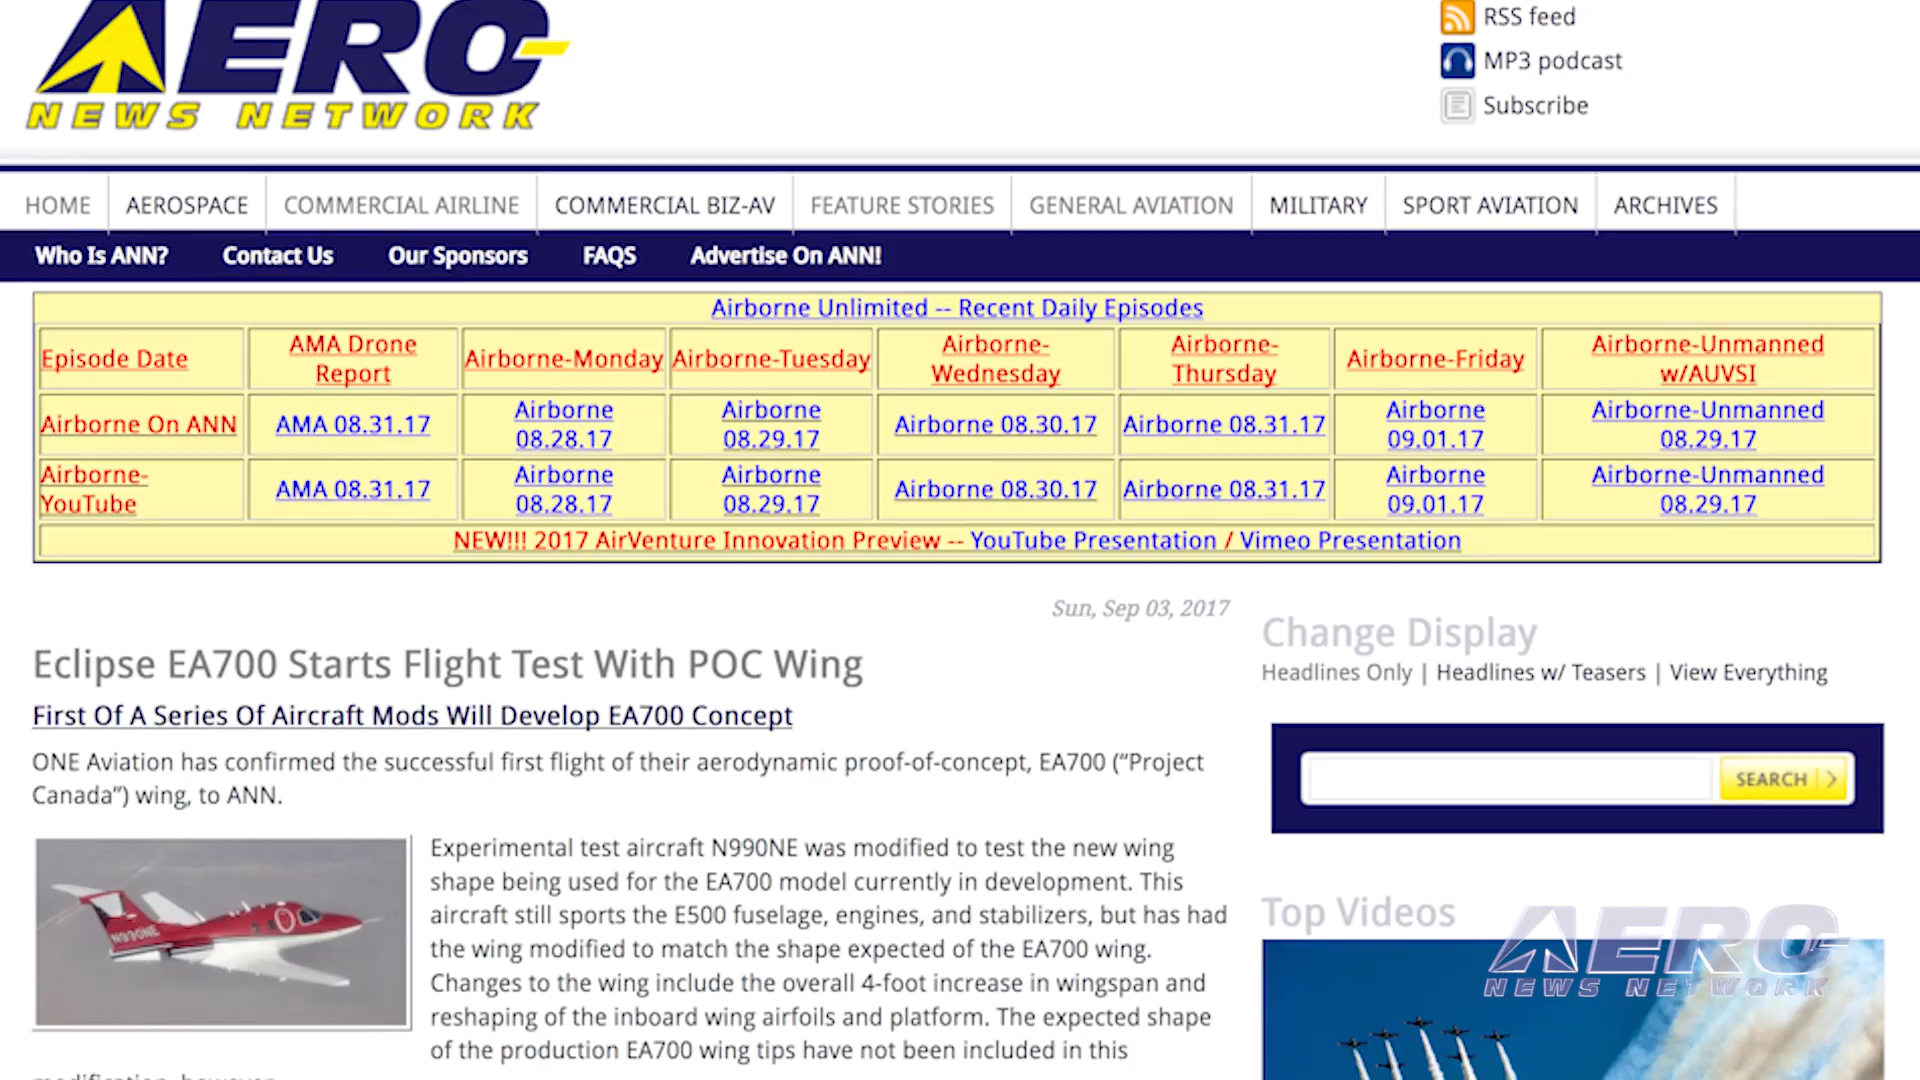 AERO
NEWS NETWORK
RSS feed
MP3 podcast
Subscribe
HOME
AEROSPACE
COMMERCIAL AIRLINE
COMMERCIAL BIZ-AV
FEATURE STORIES
GENERAL AVIATION
MILITARY
SPORT AVIATION
ARCHIVES
Who Is ANN?
Contact Us
Our Sponsors
FAQS
Advertise On ANN!
Airborne Unlimited -- Recent Daily Episodes
Episode Date
AMA Drone
Report
Airborne-Monday
Airborne-Tuesday
Airborne-
Wednesday
Airborne-
Thursday
Airborne-Friday
Airborne-Unmanned
w/AUVSI
Airborne On ANN
AMA 08.31.17
Airborne
08.28.17
Airborne
08.29.17
Airborne 08.30.17
Airborne 08.31.17
Airborne
09.01.17
Airborne-Unmanned
08.29.17
Airborne-
YouTube
AMA 08.31.17
Airborne
08.28.17
Airborne
08.29.17
Airborne 08.30.17
Airborne 08.31.17
Airborne
09.01.17
Airborne-Unmanned
08.29.17
NEW!!! 2017 AirVenture Innovation Preview -- YouTube Presentation / Vimeo Presentation
Sun, Sep 03, 2017
Eclipse EA700 Starts Flight Test With POC Wing
First Of A Series Of Aircraft Mods Will Develop EA700 Concept
ONE Aviation has confirmed the successful first flight of their aerodynamic proof-of-concept, EA700 (“Project
Canada”) wing, to ANN.
N990NE
Experimental test aircraft N990NE was modified to test the new wing
shape being used for the EA700 model currently in development. This
aircraft still sports the E500 fuselage, engines, and stabilizers, but has had
the wing modified to match the shape expected of the EA700 wing.
Changes to the wing include the overall 4-foot increase in wingspan and
reshaping of the inboard wing airfoils and platform. The expected shape
of the production EA700 wing tips have not been included in this
modification, however.
Change Display
Headlines Only | Headlines w/ Teasers | View Everything
SEARCH
Top Videos
AERO
NEWS NETWORK